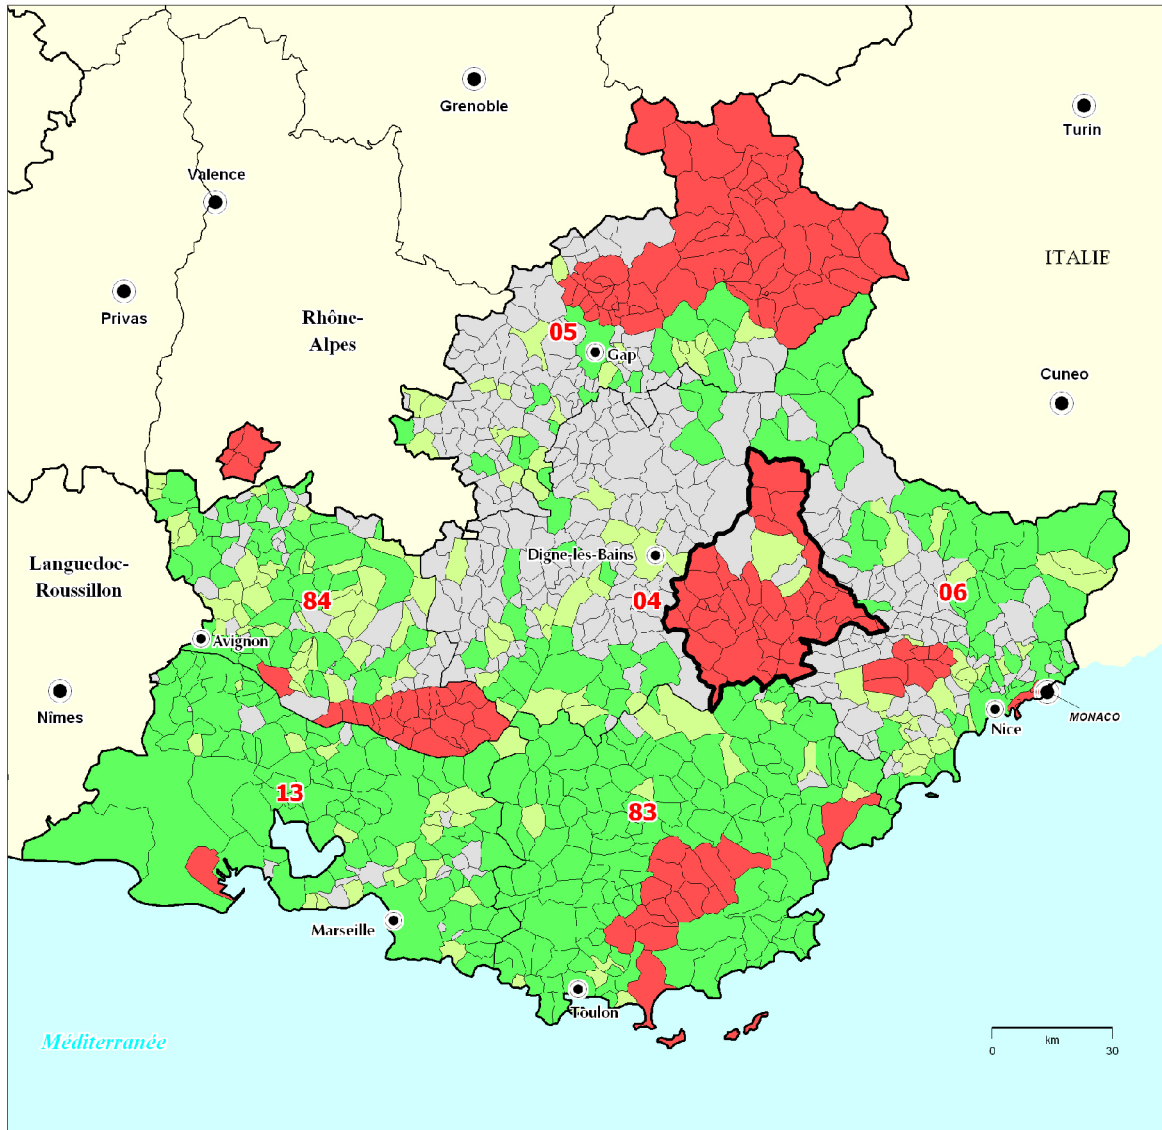 Grenoble
Turin
Valence
ITALIE
Privas
Rhône-
Alpes
05
Gap
Cuneo
Languedoc-
Roussillon
Digne-les-Bains
84
04
06
Avignon
Nîmes
MONACO
Nice
13
83
Marseille
Toulon
Méditerranée
km
0
30